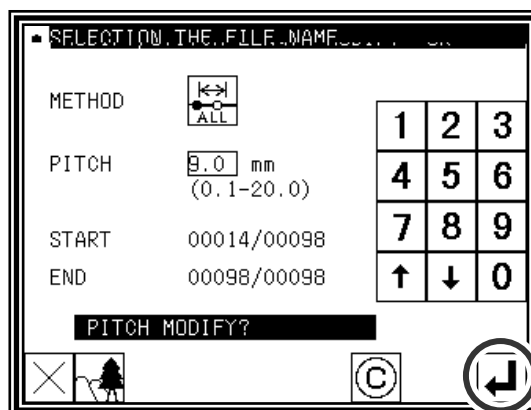 SELECTION THE FILE NAME
METHOD
ALL
1 2 3
PITCH 9.0 mm
4 5 6
(0.1-20.0)
START 00014/00098
7 8 9
END 00098/00098
↑ ↓ 0
PITCH MODIFY?
C